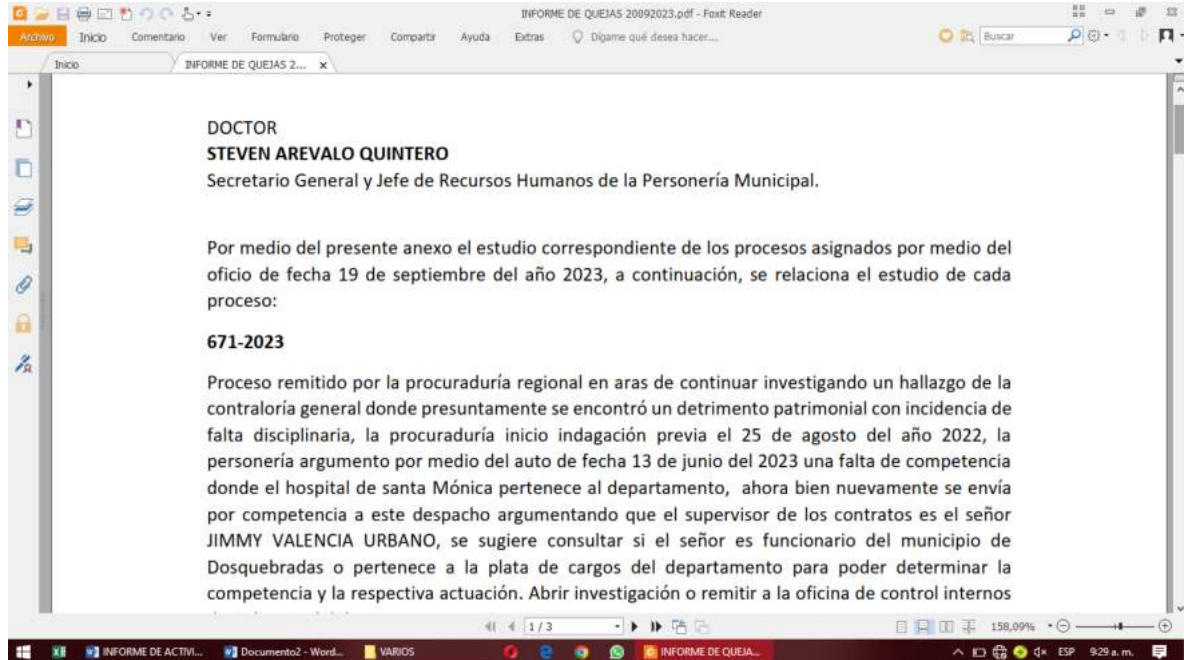 INFORME DE QUEJAS 20092023.pdf - Foxit Reader
Archivo Inicio Comentario Ver Formulario Proteger Compartir Ayuda Extras Dígame qué desea hacer.... Buscar
Inicio INFORME DE QUEJAS 2...
DOCTOR
STEVEN AREVALO QUINTERO
Secretario General y Jefe de Recursos Humanos de la Personería Municipal.
Por medio del presente anexo el estudio correspondiente de los procesos asignados por medio del
oficio de fecha 19 de septiembre del año 2023, a continuación, se relaciona el estudio de cada
proceso:
671-2023
Proceso remitido por la procuraduría regional en aras de continuar investigando un hallazgo de la
contraloría general donde presuntamente se encontró un detrimento patrimonial con incidencia de
falta disciplinaria, la procuraduría inicio indagación previa el 25 de agosto del año 2022, la
personería argumento por medio del auto de fecha 13 de junio del 2023 una falta de competencia
donde el hospital de santa Mónica pertenece al departamento, ahora bien nuevamente se envía
por competencia a este despacho argumentando que el supervisor de los contratos es el señor
JIMMY VALENCIA URBANO, se sugiere consultar si el señor es funcionario del municipio de
Dosquebradas o pertenece a la plata de cargos del departamento para poder determinar la
competencia y la respectiva actuación. Abrir investigación o remitir a la oficina de control internos
1 / 3 158,09%
INFORME DE ACTIVI... Documento2 - Word... VARIOS INFORME DE QUEJA... ESP 9:29 a. m.